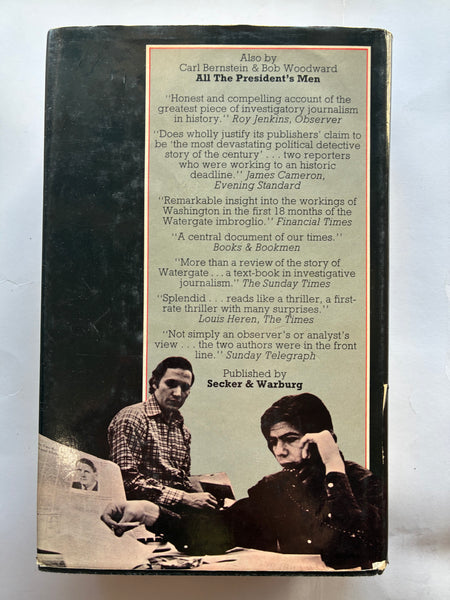 Also by
Carl Bernstein & Bob Woodward
All The President's Men
"Honest and compelling account of the
greatest piece of investigatory journalism
in history." Roy Jenkins, Observer
"Does wholly justify its publishers' claim to
be 'the most devastating political detective
story of the century' . . . two reporters
who were working to an historic
deadline." James Cameron,
Evening Standard
"Remarkable insight into the workings of
Washington in the first 18 months of the
Watergate imbroglio." Financial Times
"A central document of our times."
Books & Bookmen
"More than a review of the story of
Watergate . . . a text-book in investigative
journalism." The Sunday Times
"Splendid . . . reads like a thriller, a first-
rate thriller with many surprises."
Louis Heren, The Times
"Not simply an observer's or analyst's
view . . . the two authors were in the front
line." Sunday Telegraph
Published by
Secker & Warburg